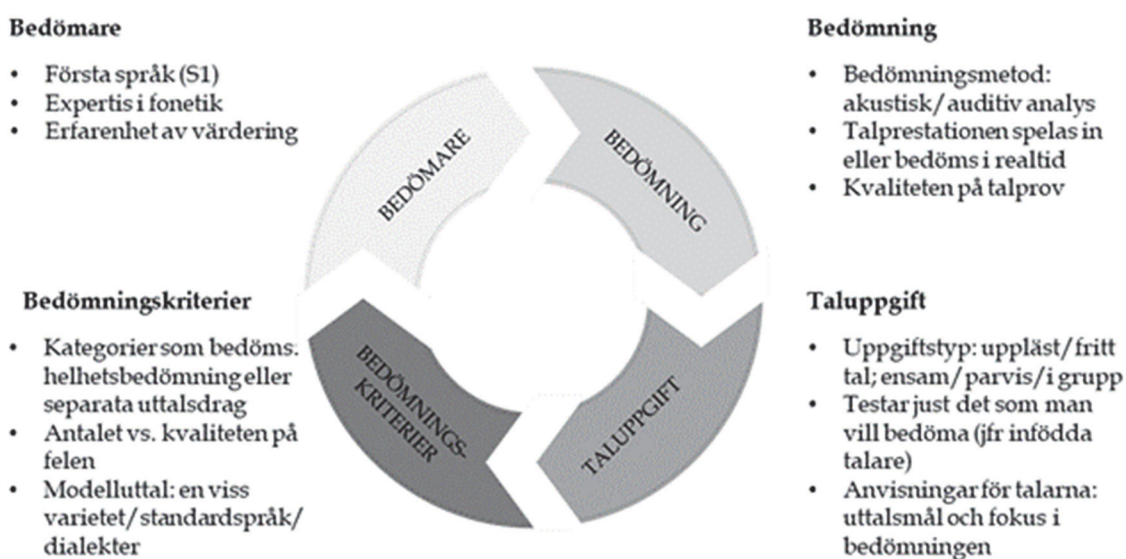 Bedömare
• Första språk (S1)
• Expertis i fonetik
• Erfarenhet av värdering
Bedömning
• Bedömningsmetod:
akustisk/auditiv analys
• Talprestationen spelas in
eller bedöms i realtid
• Kvaliteten på talprov
BEDÖMARE
BEDÖMNING
BEDÖMNINGS-
KRITERIER
TALUPPGIFT
Bedömningskriterier
• Kategorier som bedöms:
helhetsbedömning eller
separata uttalsdrag
• Antalet vs. kvaliteten på
felen
• Modelluttal: en viss
varietet/standardspråk/
dialekter
Taluppgift
• Uppgiftstyp: uppläst/fritt
tal; ensam/parvis/i grupp
• Testar just det som man
vill bedöma (jfr infödda
talare)
• Anvisningar för talarna:
uttalsmål och fokus i
bedömningen